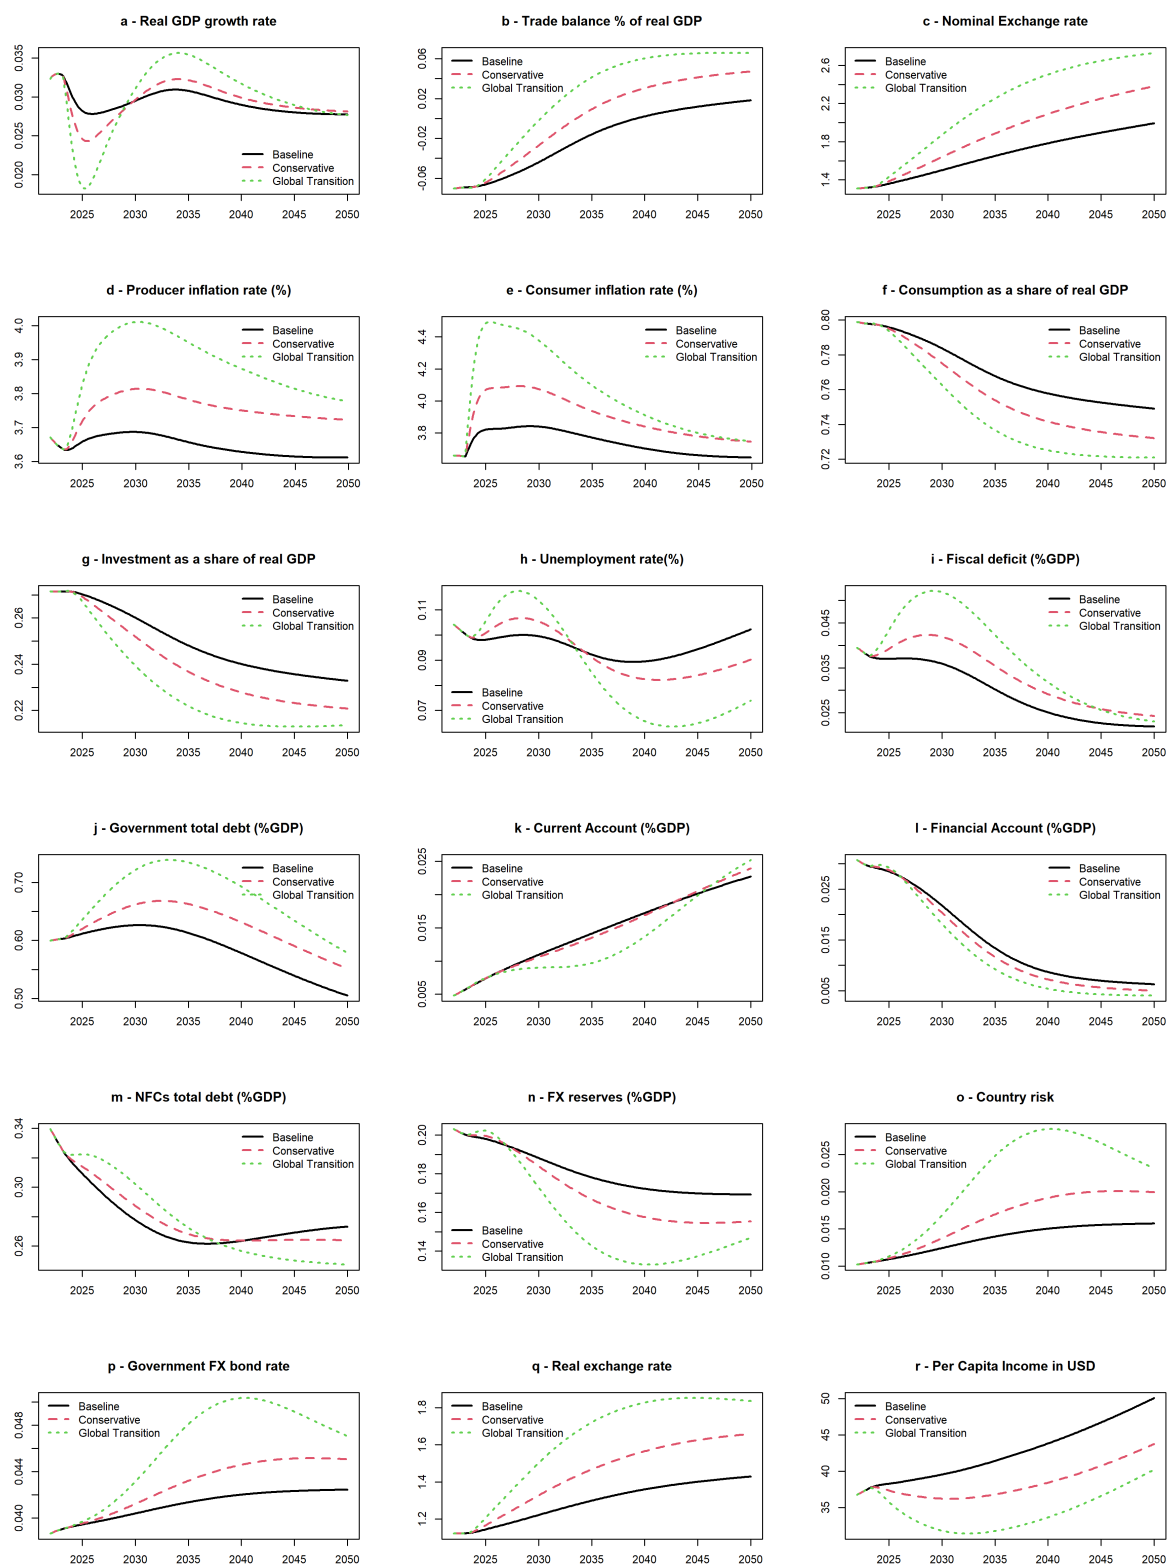 a - Real GDP growth rate
0.035
0.030
0.025
0.020
Baseline
Conservative
Global Transition
2025 2030 2035 2040 2045 2050
b - Trade balance % of real GDP
0.06
0.02
-0.02
-0.06
Baseline
Conservative
Global Transition
2025 2030 2035 2040 2045 2050
c - Nominal Exchange rate
2.6
2.2
1.8
1.4
Baseline
Conservative
Global Transition
2025 2030 2035 2040 2045 2050
d - Producer inflation rate (%)
4.0
3.9
3.8
3.7
3.6
Baseline
Conservative
Global Transition
2025 2030 2035 2040 2045 2050
e - Consumer inflation rate (%)
4.4
4.2
4.0
3.8
Baseline
Conservative
Global Transition
2025 2030 2035 2040 2045 2050
f - Consumption as a share of real GDP
0.80
0.78
0.76
0.74
0.72
Baseline
Conservative
Global Transition
2025 2030 2035 2040 2045 2050
g - Investment as a share of real GDP
0.26
0.24
0.22
Baseline
Conservative
Global Transition
2025 2030 2035 2040 2045 2050
h - Unemployment rate(%)
0.11
0.09
0.07
Baseline
Conservative
Global Transition
2025 2030 2035 2040 2045 2050
i - Fiscal deficit (%GDP)
0.045
0.035
0.025
Baseline
Conservative
Global Transition
2025 2030 2035 2040 2045 2050
j - Government total debt (%GDP)
0.70
0.60
0.50
Baseline
Conservative
Global Transition
2025 2030 2035 2040 2045 2050
k - Current Account (%GDP)
0.025
0.015
0.005
Baseline
Conservative
Global Transition
2025 2030 2035 2040 2045 2050
l - Financial Account (%GDP)
0.025
0.015
0.005
Baseline
Conservative
Global Transition
2025 2030 2035 2040 2045 2050
m - NFCs total debt (%GDP)
0.34
0.30
0.26
Baseline
Conservative
Global Transition
2025 2030 2035 2040 2045 2050
n - FX reserves (%GDP)
0.20
0.18
0.16
0.14
Baseline
Conservative
Global Transition
2025 2030 2035 2040 2045 2050
o - Country risk
0.025
0.020
0.015
0.010
Baseline
Conservative
Global Transition
2025 2030 2035 2040 2045 2050
p - Government FX bond rate
0.048
0.044
0.040
Baseline
Conservative
Global Transition
2025 2030 2035 2040 2045 2050
q - Real exchange rate
1.8
1.6
1.4
1.2
Baseline
Conservative
Global Transition
2025 2030 2035 2040 2045 2050
r - Per Capita Income in USD
50
45
40
35
Baseline
Conservative
Global Transition
2025 2030 2035 2040 2045 2050